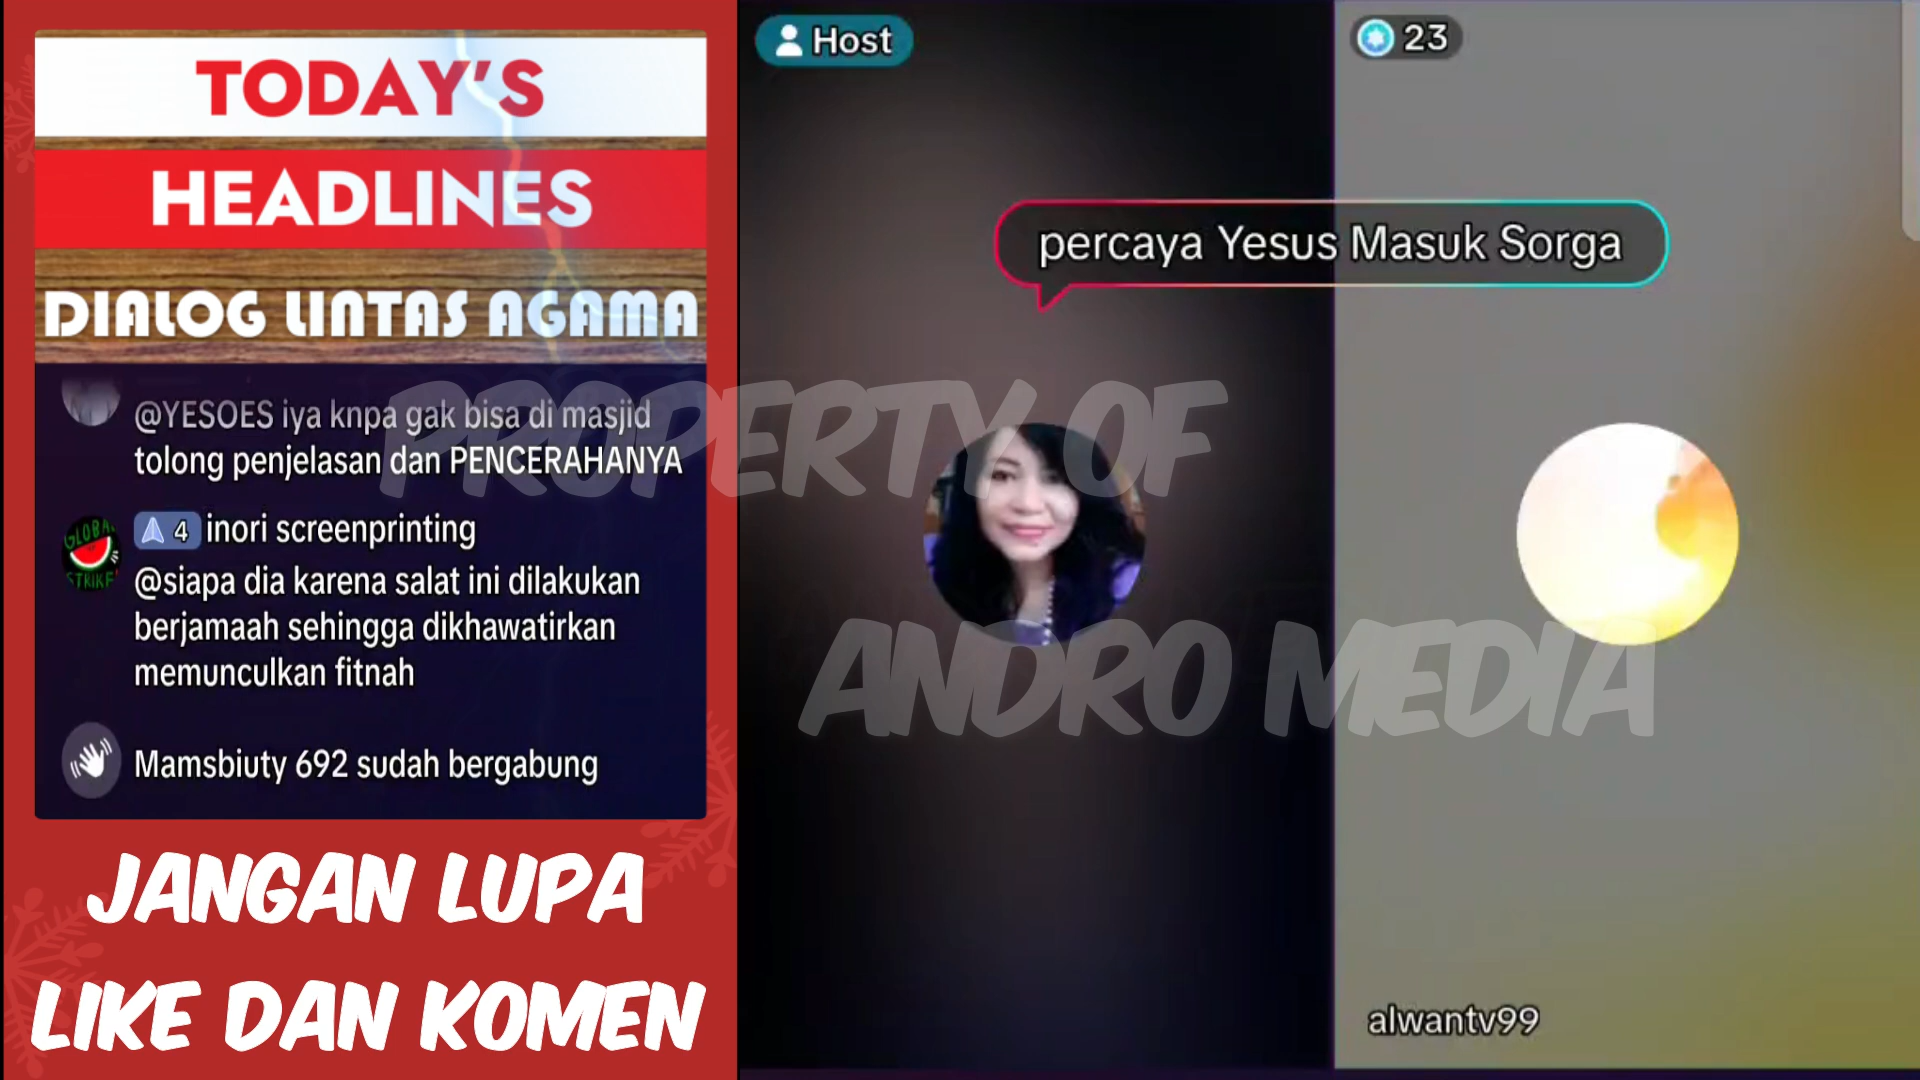 TODAY'S
HEADLINES
DIALOG LINTAS AGAMA
@YESOES iya knpa gak bisa di masjid
tolong penjelasan dan PENCERAHANYA
GLOBAL
STRIKE
4 inori screenprinting
@siapa dia karena salat ini dilakukan
berjamaah sehingga dikhawatirkan
memunculkan fitnah
Mamsbiuty 692 sudah bergabung
JANGAN LUPA
LIKE DAN KOMEN
Host
23
percaya Yesus Masuk Sorga
PROPERTY OF
ANDRO MEDIA
alwantv99